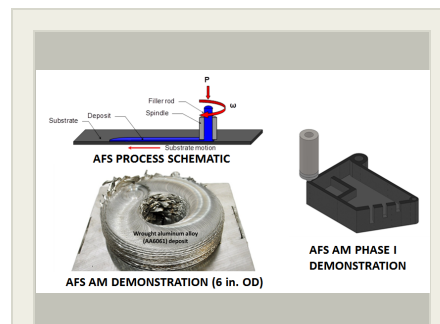 P
Filler rod
ω
Spindle
Deposit
Substrate
Substrate motion
AFS PROCESS SCHEMATIC
Wrought aluminum alloy
(AA6061) deposit
AFS AM DEMONSTRATION (6 in. OD)
AFS AM PHASE I
DEMONSTRATION